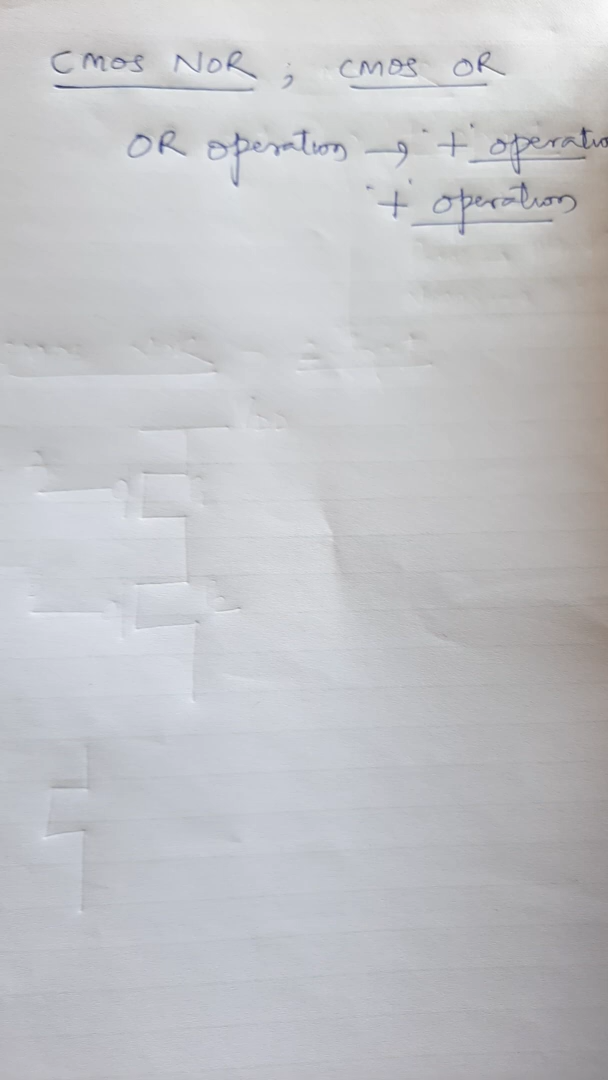 CMOS NOR ; CMOS OR
OR operation → '+' operatio
'+' operation